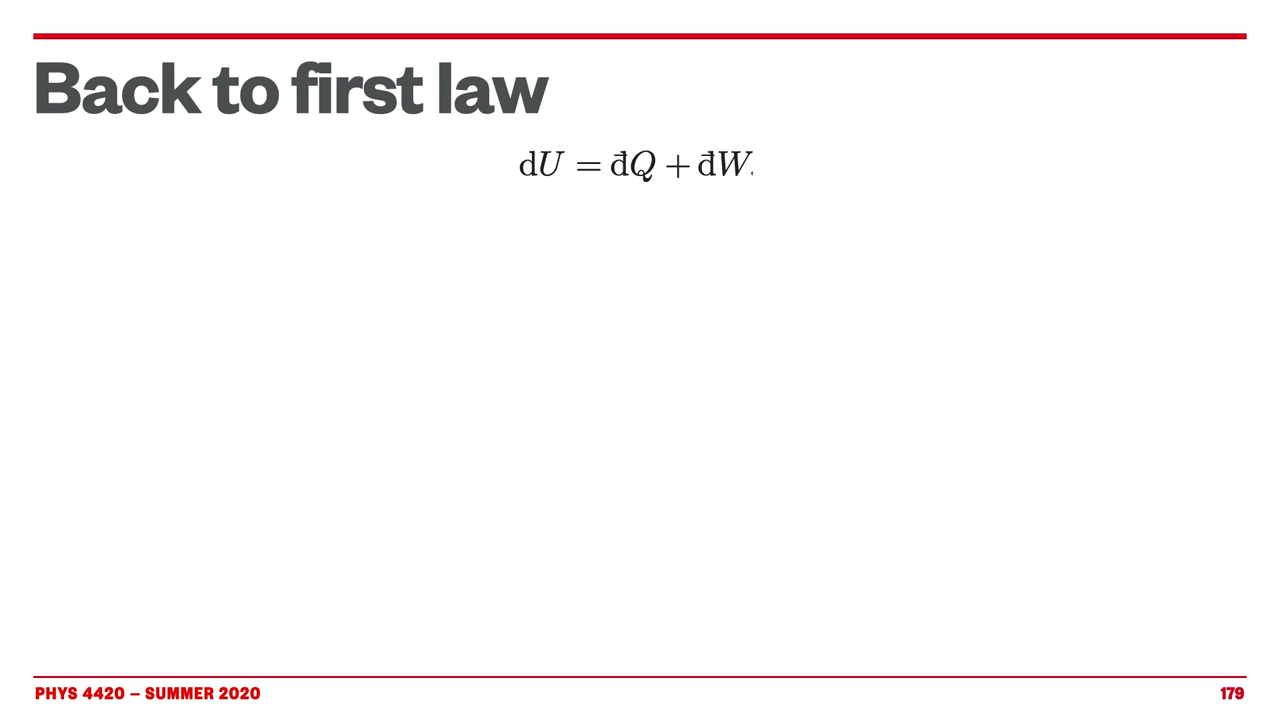 Back to first law
dU = đQ + đW.
PHYS 4420 – SUMMER 2020
179